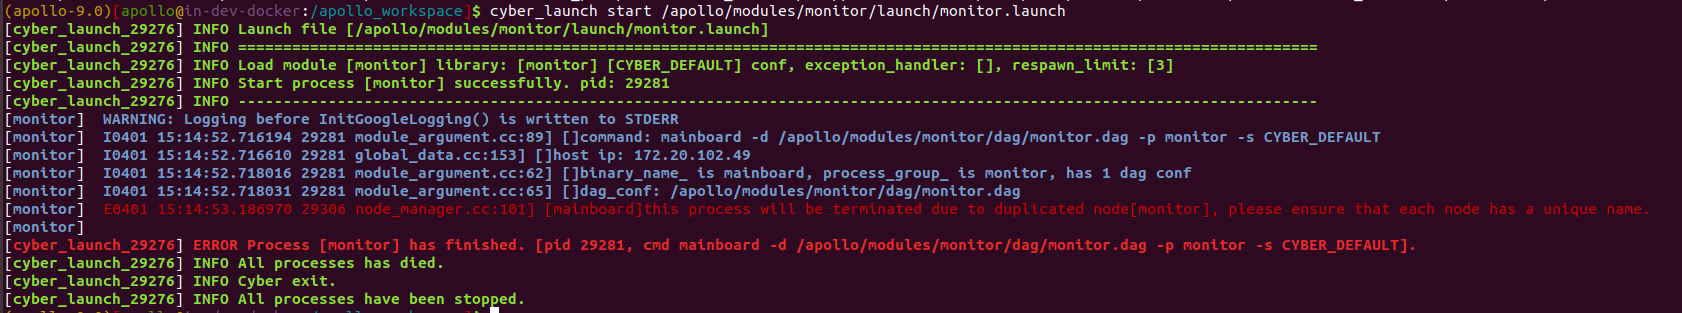 (apollo-9.0)[apollo@in-dev-docker:/apollo_workspace]$ cyber_launch start /apollo/modules/monitor/launch/monitor.launch
[cyber_launch_29276] INFO Launch file [/apollo/modules/monitor/launch/monitor.launch]
[cyber_launch_29276] INFO ========================================================================================================================
[cyber_launch_29276] INFO Load module [monitor] library: [monitor] [CYBER_DEFAULT] conf, exception_handler: [], respawn_limit: [3]
[cyber_launch_29276] INFO Start process [monitor] successfully. pid: 29281
[cyber_launch_29276] INFO ------------------------------------------------------------------------------------------------------------------------
[monitor]  WARNING: Logging before InitGoogleLogging() is written to STDERR
[monitor]  I0401 15:14:52.716194 29281 module_argument.cc:89] []command: mainboard -d /apollo/modules/monitor/dag/monitor.dag -p monitor -s CYBER_DEFAULT
[monitor]  I0401 15:14:52.716610 29281 global_data.cc:153] []host ip: 172.20.102.49
[monitor]  I0401 15:14:52.718016 29281 module_argument.cc:62] []binary_name_ is mainboard, process_group_ is monitor, has 1 dag conf
[monitor]  I0401 15:14:52.718031 29281 module_argument.cc:65] []dag_conf: /apollo/modules/monitor/dag/monitor.dag
[monitor]  E0401 15:14:53.186970 29306 node_manager.cc:101] [mainboard]this process will be terminated due to duplicated node[monitor], please ensure that each node has a unique name.
[monitor]
[cyber_launch_29276] ERROR Process [monitor] has finished. [pid 29281, cmd mainboard -d /apollo/modules/monitor/dag/monitor.dag -p monitor -s CYBER_DEFAULT].
[cyber_launch_29276] INFO All processes has died.
[cyber_launch_29276] INFO Cyber exit.
[cyber_launch_29276] INFO All processes have been stopped.